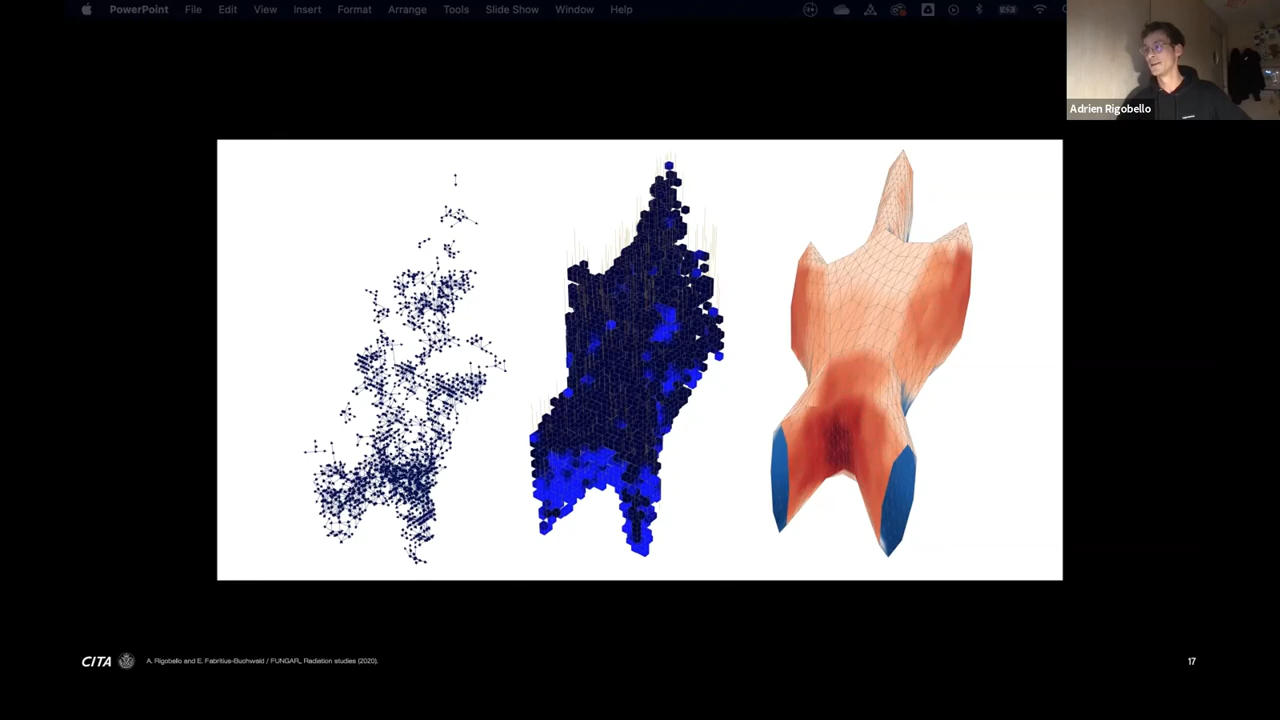 PowerPoint File Edit View Insert Format Arrange Tools Slide Show Window Help
Adrien Rigobello
CITA A. Rigobello and E. Fabritius-Buchwald / FUNGAR, Radiation studies (2020). 17